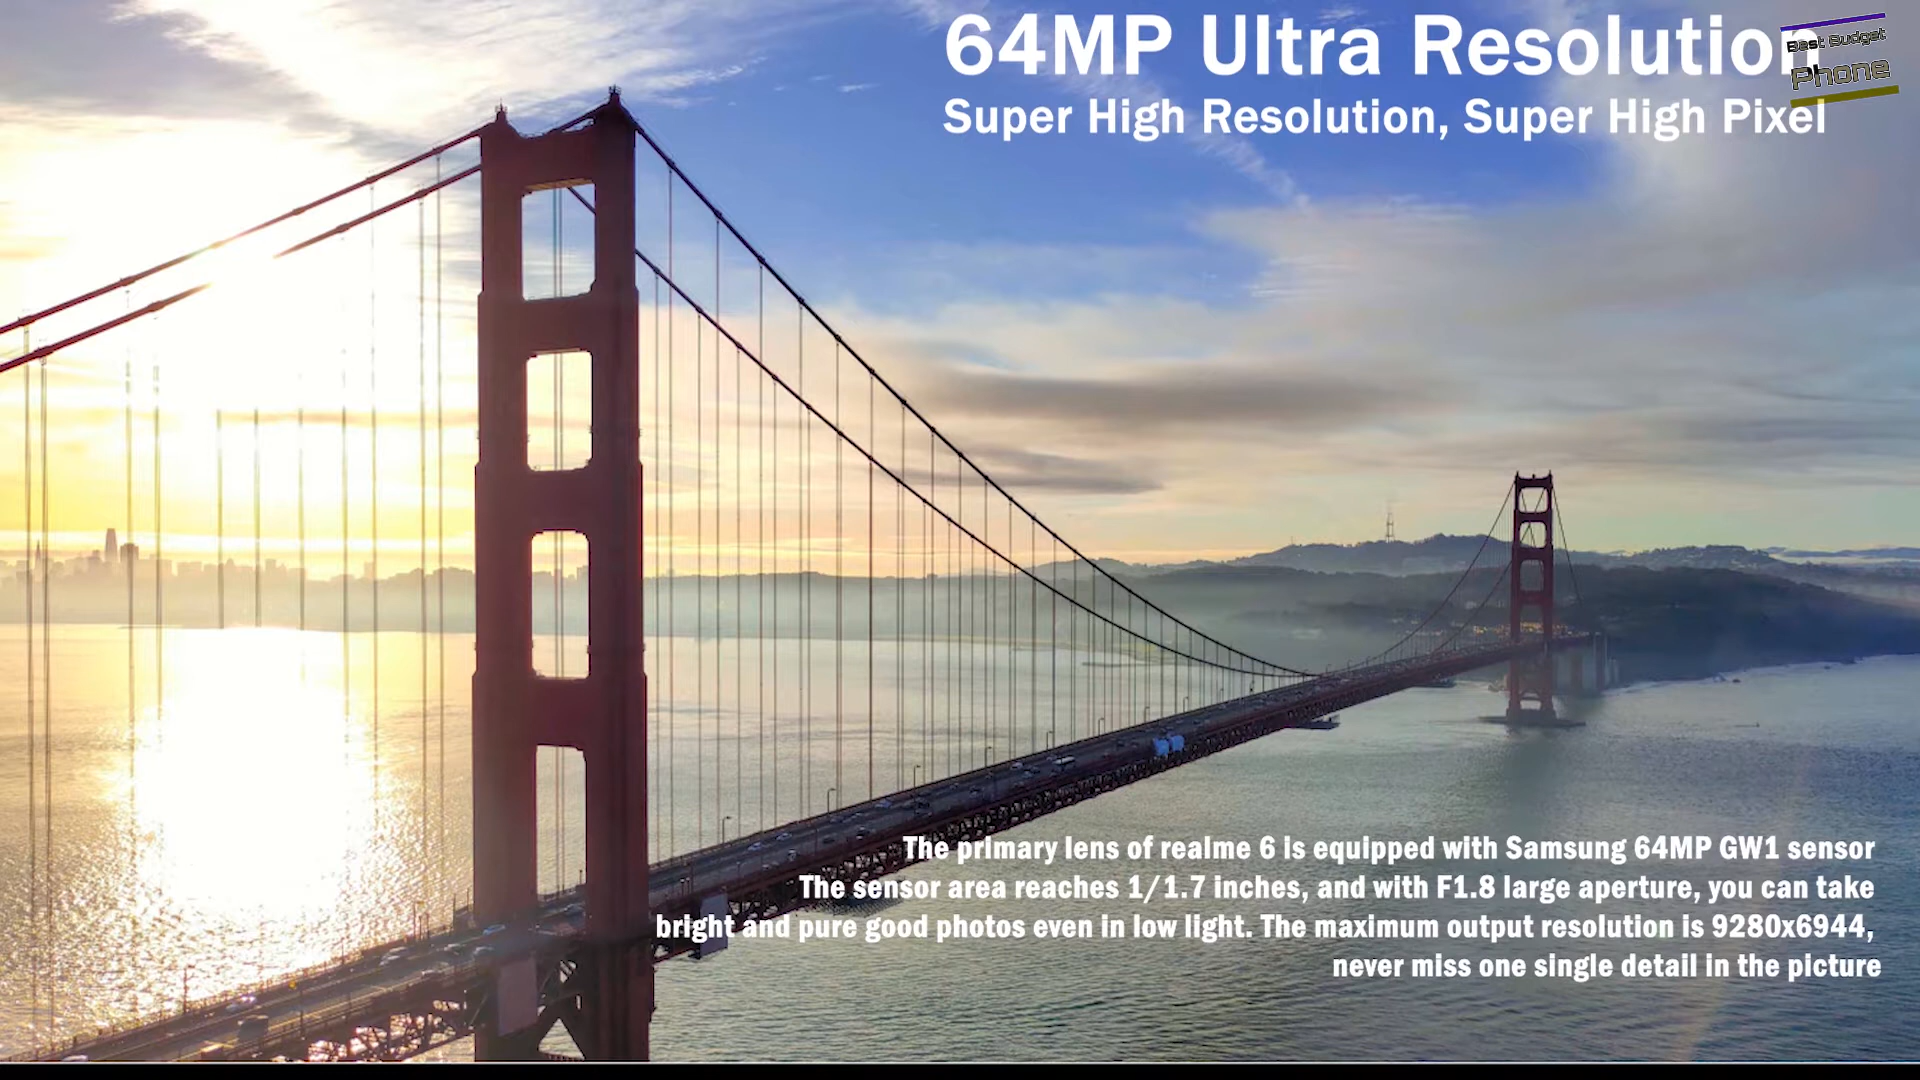 64MP Ultra Resolution
Super High Resolution, Super High Pixel
Best Budget
Phone
The primary lens of realme 6 is equipped with Samsung 64MP GW1 sensor
The sensor area reaches 1/1.7 inches, and with F1.8 large aperture, you can take
bright and pure good photos even in low light. The maximum output resolution is 9280x6944,
never miss one single detail in the picture